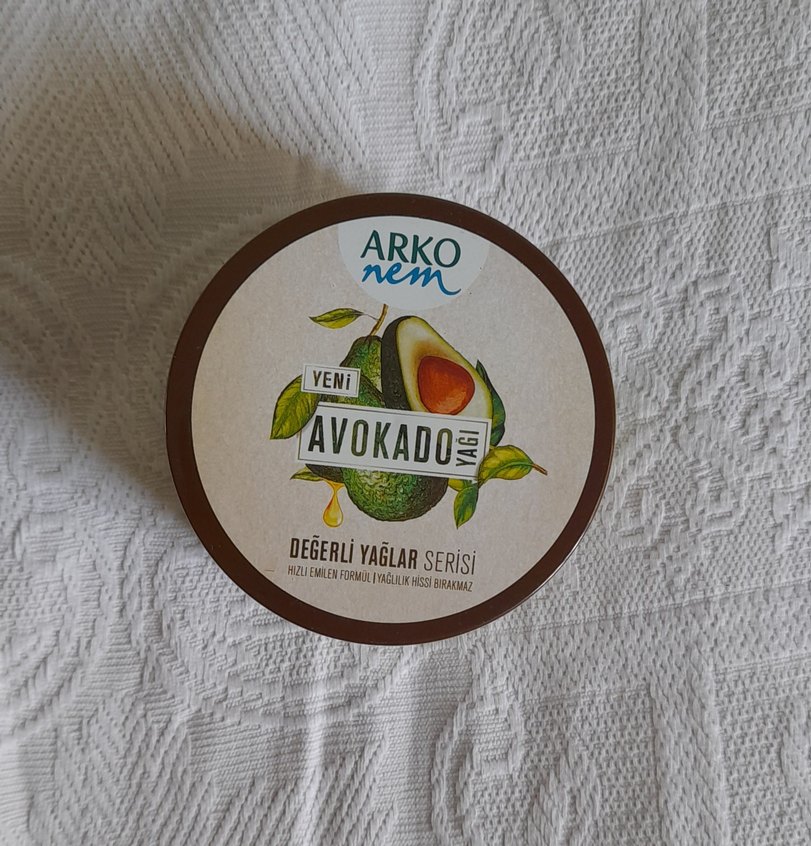 ARKO
nem
YENİ
AVOKADO YAĞI
DEĞERLİ YAĞLAR SERİSİ
HIZLI EMİLEN FORMÜL | YAĞLILIK HİSSİ BIRAKMAZ